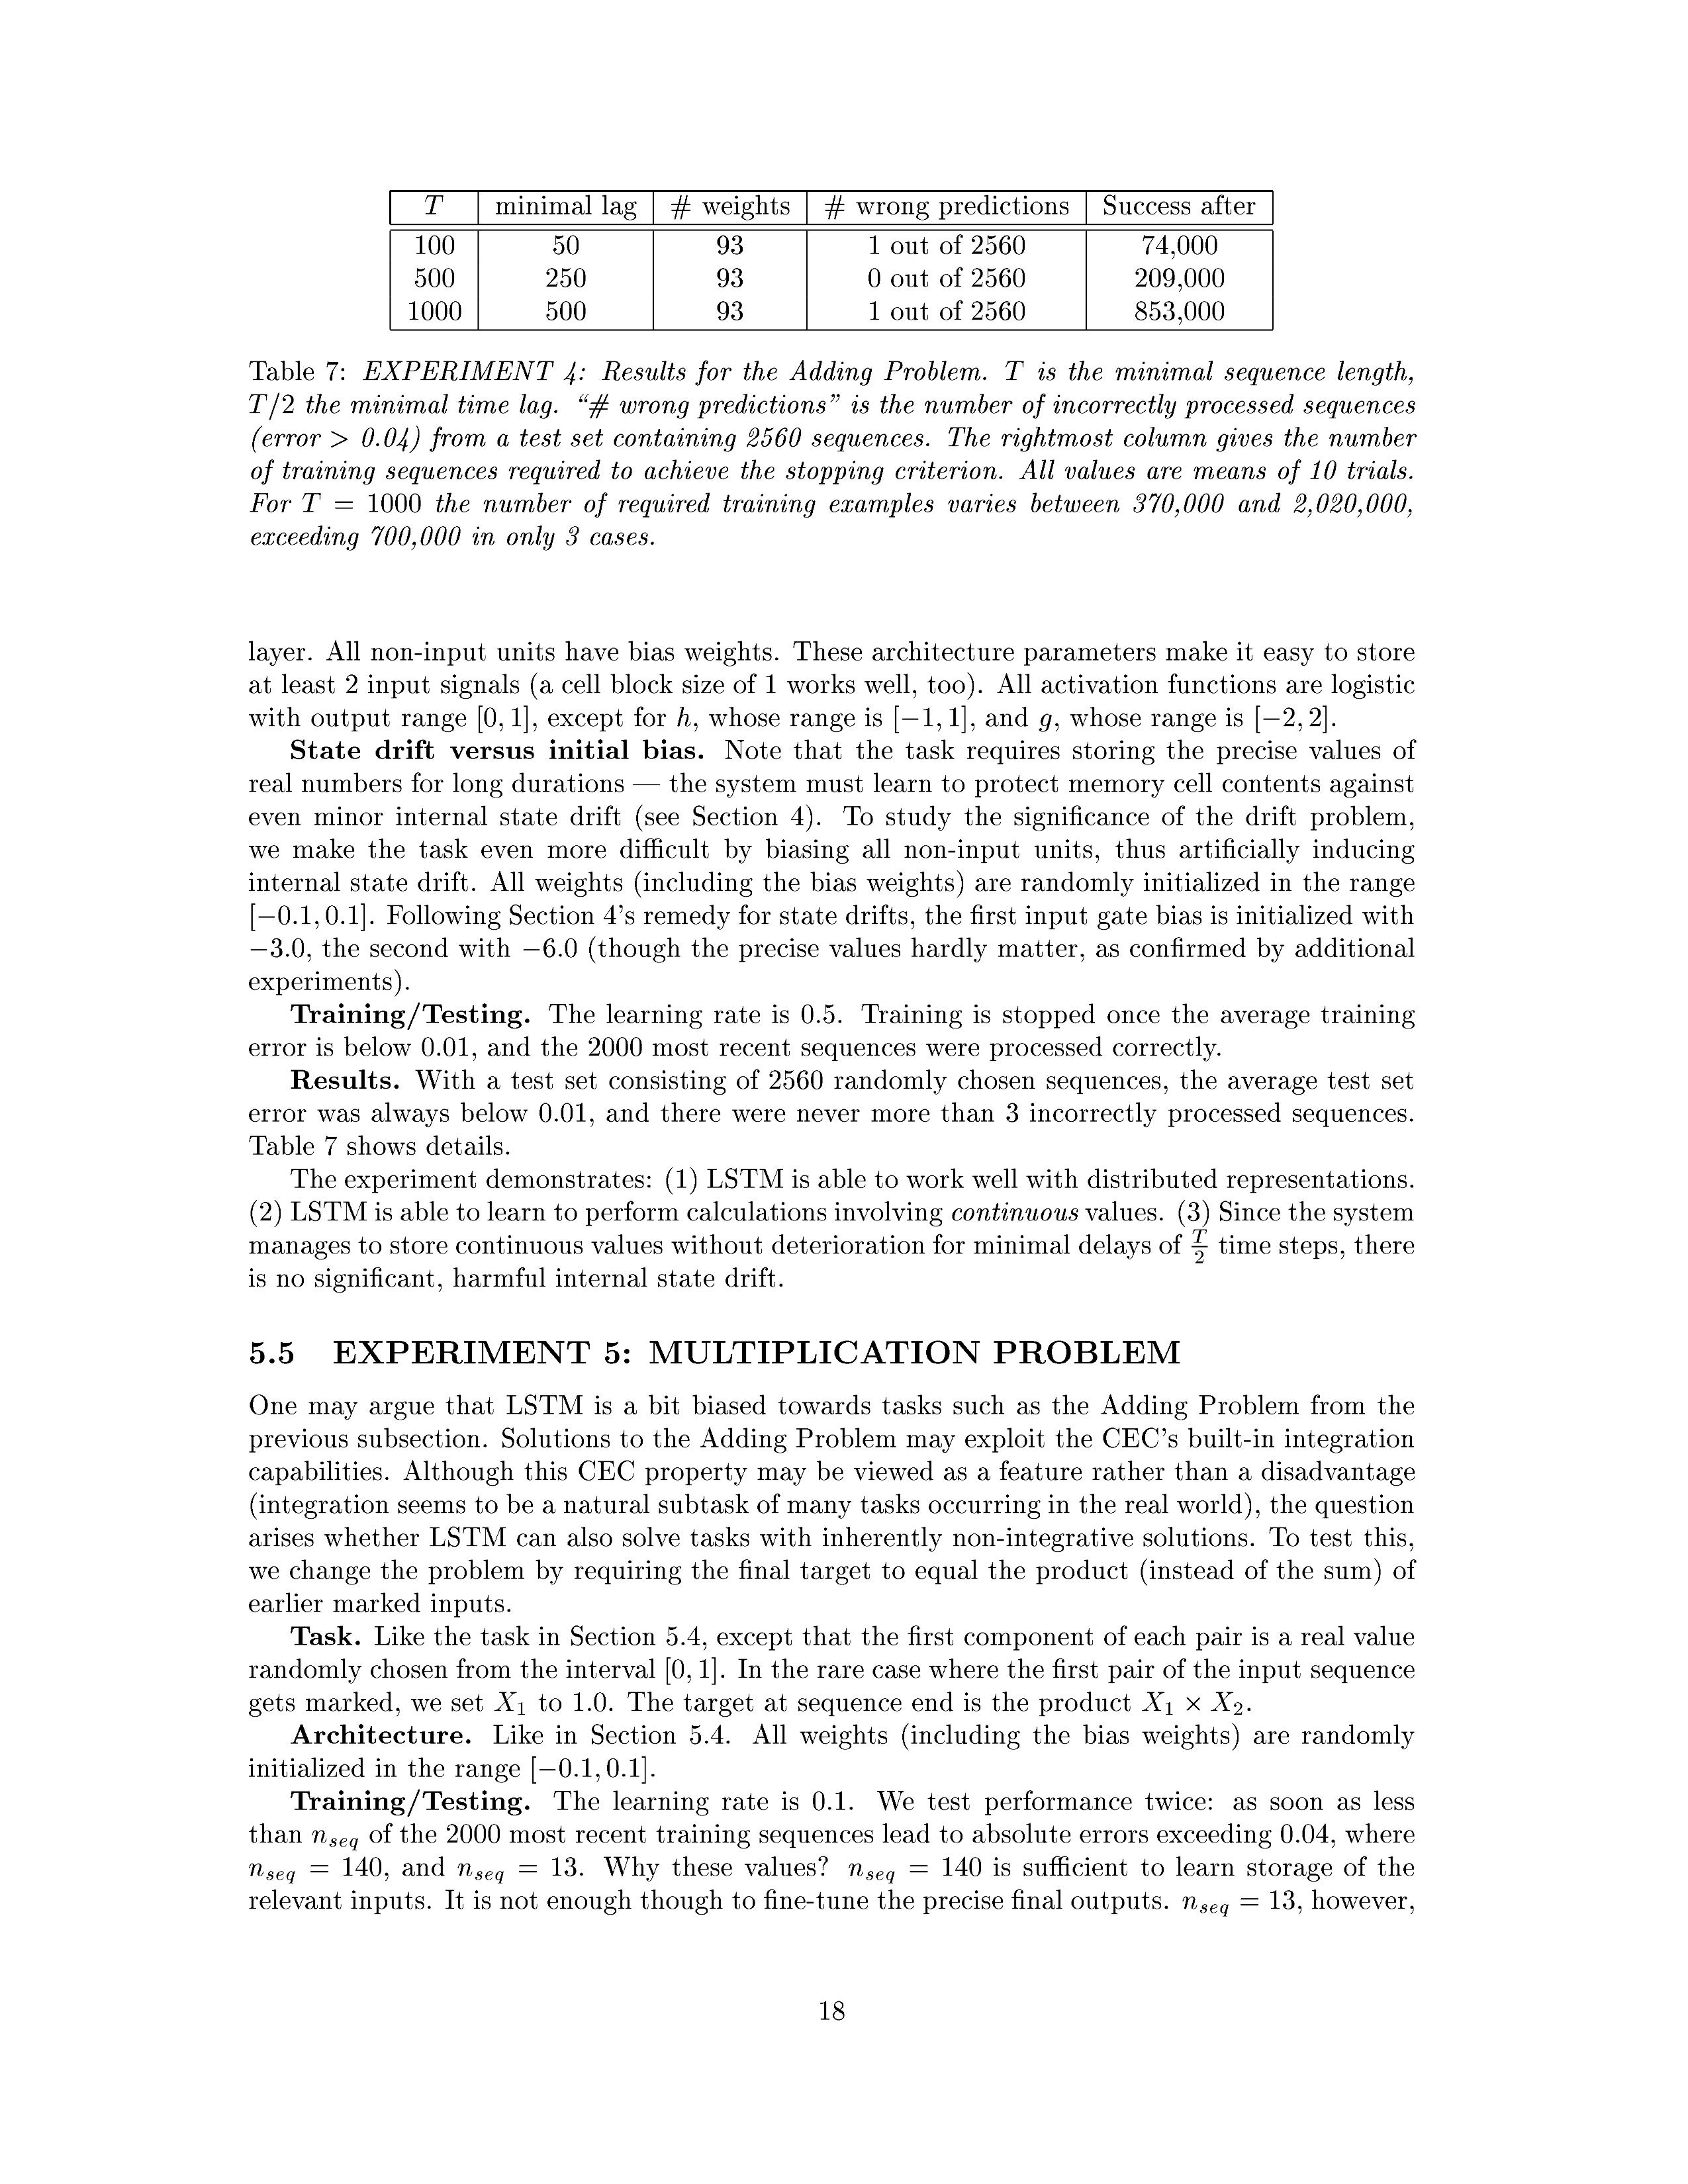 T minimal lag # weights # wrong predictions Success after
100 50 93 1 out of 2560 74,000
500 250 93 0 out of 2560 209,000
1000 500 93 1 out of 2560 853,000
Table 7: EXPERIMENT 4: Results for the Adding Problem. T is the minimal sequence length,
T/2 the minimal time lag. “# wrong predictions” is the number of incorrectly processed sequences
(error > 0.04) from a test set containing 2560 sequences. The rightmost column gives the number
of training sequences required to achieve the stopping criterion. All values are means of 10 trials.
For T = 1000 the number of required training examples varies between 370,000 and 2,020,000,
exceeding 700,000 in only 3 cases.
layer. All non-input units have bias weights. These architecture parameters make it easy to store
at least 2 input signals (a cell block size of 1 works well, too). All activation functions are logistic
with output range [0, 1], except for h, whose range is [−1, 1], and g, whose range is [−2, 2].
State drift versus initial bias. Note that the task requires storing the precise values of
real numbers for long durations — the system must learn to protect memory cell contents against
even minor internal state drift (see Section 4). To study the significance of the drift problem,
we make the task even more difficult by biasing all non-input units, thus artificially inducing
internal state drift. All weights (including the bias weights) are randomly initialized in the range
[−0.1, 0.1]. Following Section 4's remedy for state drifts, the first input gate bias is initialized with
−3.0, the second with −6.0 (though the precise values hardly matter, as confirmed by additional
experiments).
Training/Testing. The learning rate is 0.5. Training is stopped once the average training
error is below 0.01, and the 2000 most recent sequences were processed correctly.
Results. With a test set consisting of 2560 randomly chosen sequences, the average test set
error was always below 0.01, and there were never more than 3 incorrectly processed sequences.
Table 7 shows details.
The experiment demonstrates: (1) LSTM is able to work well with distributed representations.
(2) LSTM is able to learn to perform calculations involving continuous values. (3) Since the system
manages to store continuous values without deterioration for minimal delays of T/2 time steps, there
is no significant, harmful internal state drift.
5.5 EXPERIMENT 5: MULTIPLICATION PROBLEM
One may argue that LSTM is a bit biased towards tasks such as the Adding Problem from the
previous subsection. Solutions to the Adding Problem may exploit the CEC's built-in integration
capabilities. Although this CEC property may be viewed as a feature rather than a disadvantage
(integration seems to be a natural subtask of many tasks occurring in the real world), the question
arises whether LSTM can also solve tasks with inherently non-integrative solutions. To test this,
we change the problem by requiring the final target to equal the product (instead of the sum) of
earlier marked inputs.
Task. Like the task in Section 5.4, except that the first component of each pair is a real value
randomly chosen from the interval [0, 1]. In the rare case where the first pair of the input sequence
gets marked, we set X1 to 1.0. The target at sequence end is the product X1 × X2.
Architecture. Like in Section 5.4. All weights (including the bias weights) are randomly
initialized in the range [−0.1, 0.1].
Training/Testing. The learning rate is 0.1. We test performance twice: as soon as less
than nseq of the 2000 most recent training sequences lead to absolute errors exceeding 0.04, where
nseq = 140, and nseq = 13. Why these values? nseq = 140 is sufficient to learn storage of the
relevant inputs. It is not enough though to fine-tune the precise final outputs. nseq = 13, however,
18